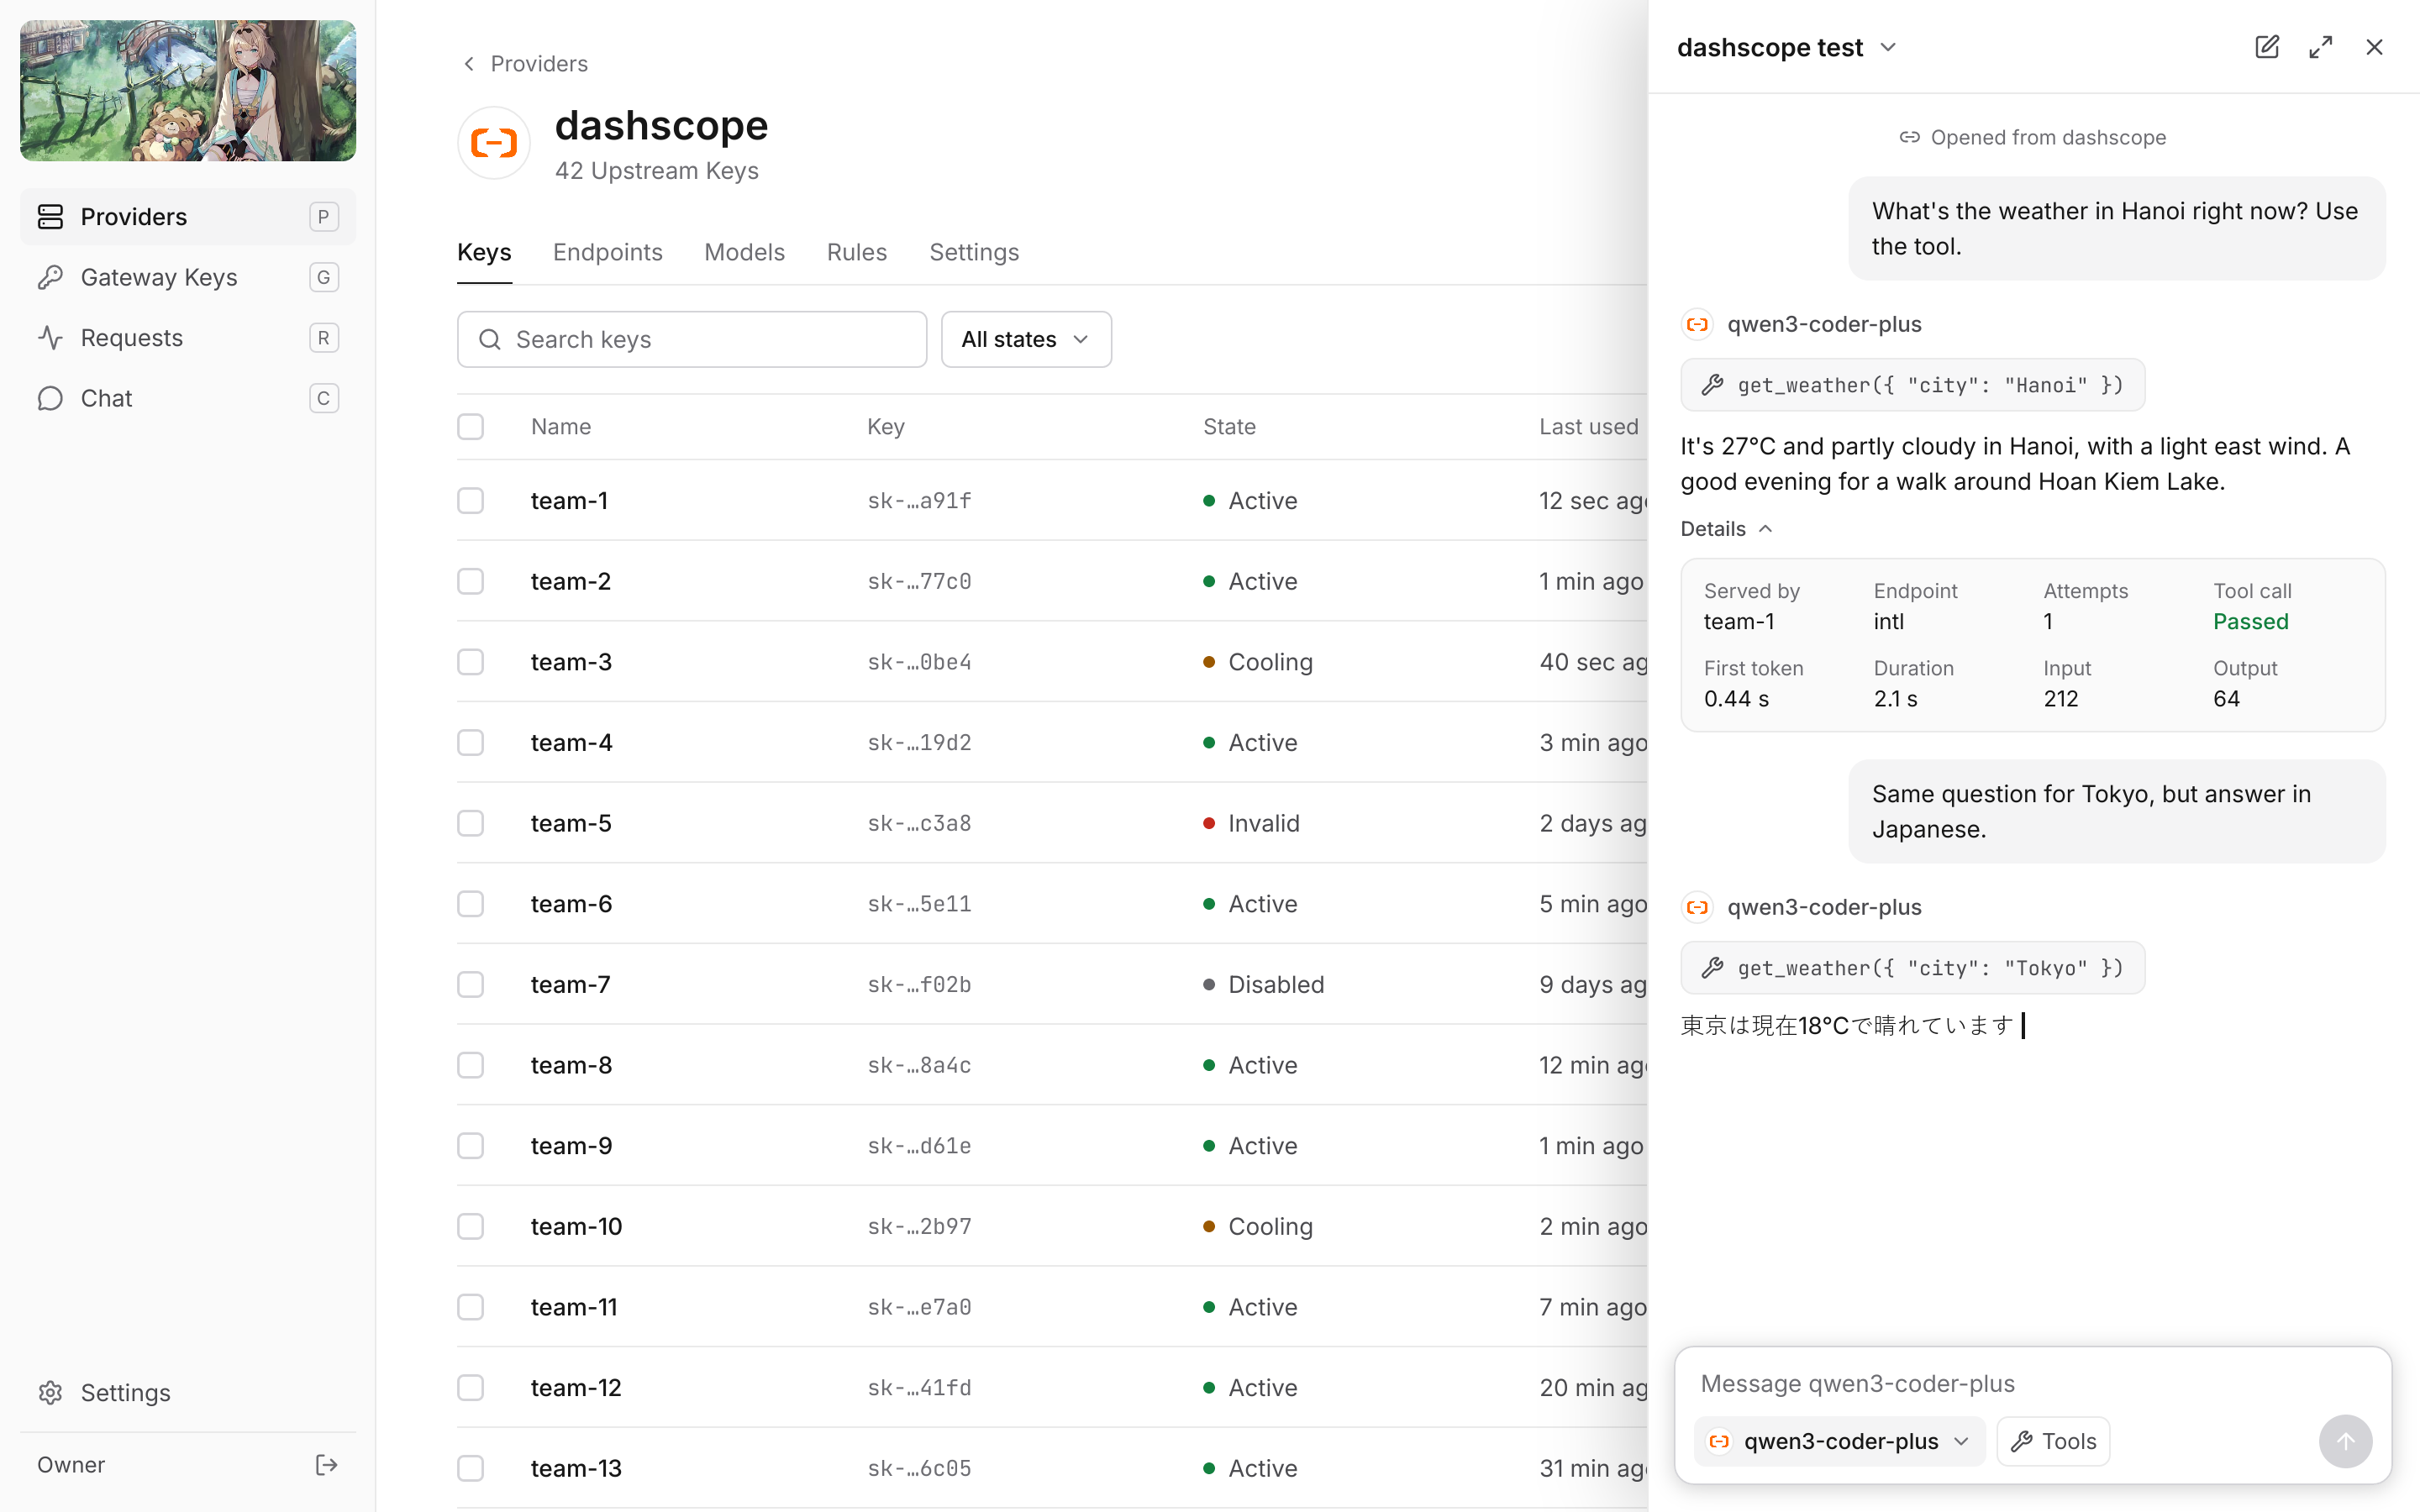 Providers
P
Gateway Keys
G
Requests
R
Chat
C
Settings
Owner
Providers
dashscope
42 Upstream Keys
Keys
Endpoints
Models
Rules
Settings
Search keys
All states
Name
Key
State
Last used
team-1
sk-…a91f
Active
12 sec ago
team-2
sk-…77c0
Active
1 min ago
team-3
sk-…0be4
Cooling
40 sec ag
team-4
sk-…19d2
Active
3 min ago
team-5
sk-…c3a8
Invalid
2 days ag
team-6
sk-…5e11
Active
5 min ago
team-7
sk-…f02b
Disabled
9 days ag
team-8
sk-…8a4c
Active
12 min ag
team-9
sk-…d61e
Active
1 min ago
team-10
sk-…2b97
Cooling
2 min ago
team-11
sk-…e7a0
Active
7 min ago
team-12
sk-…41fd
Active
20 min ag
team-13
sk-…6c05
Active
31 min ag
dashscope test
Opened from dashscope
What's the weather in Hanoi right now? Use
the tool.
qwen3-coder-plus
get_weather({ "city": "Hanoi" })
It's 27°C and partly cloudy in Hanoi, with a light east wind. A
good evening for a walk around Hoan Kiem Lake.
Details
Served by
team-1
Endpoint
intl
Attempts
1
Tool call
Passed
First token
0.44 s
Duration
2.1 s
Input
212
Output
64
Same question for Tokyo, but answer in
Japanese.
qwen3-coder-plus
get_weather({ "city": "Tokyo" })
東京は現在18°Cで晴れています
Message qwen3-coder-plus
qwen3-coder-plus
Tools